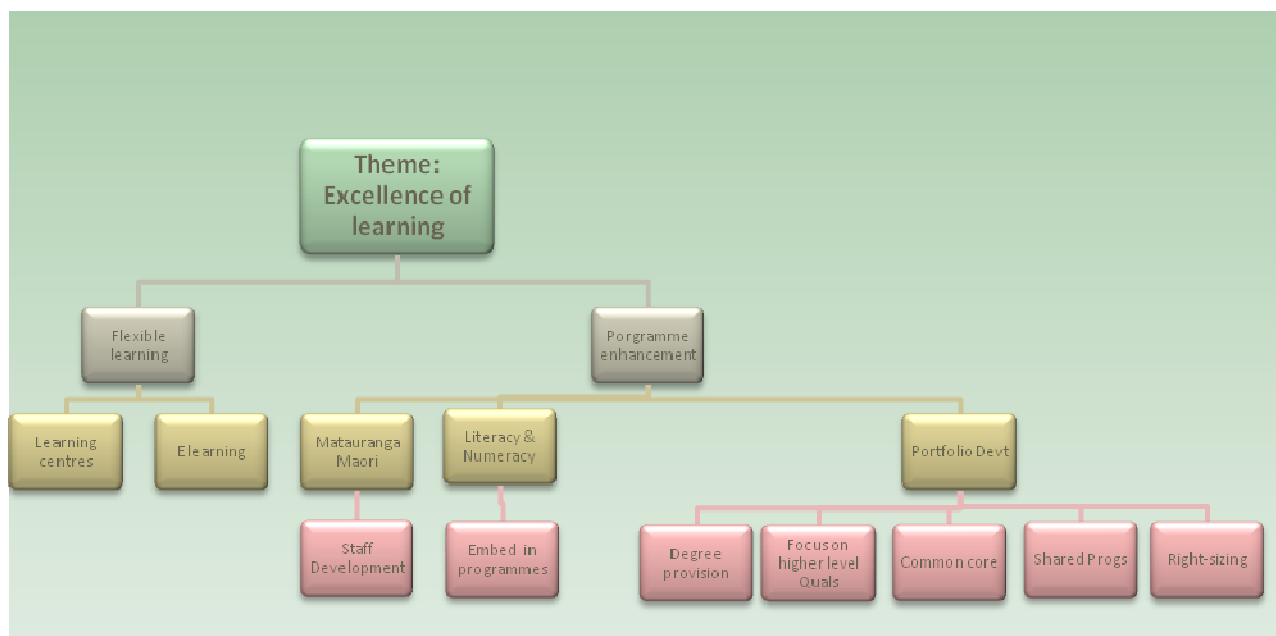 Theme:
Excellence of
learning
Flexible
learning
Porgramme
enhancement
Learning
centres
Elearning
Matauranga
Maori
Literacy &
Numeracy
Portfolio Devt
Staff
Development
Embed in
programmes
Degree
provision
Focus on
higher level
Quals
Common core
Shared Progs
Right-sizing